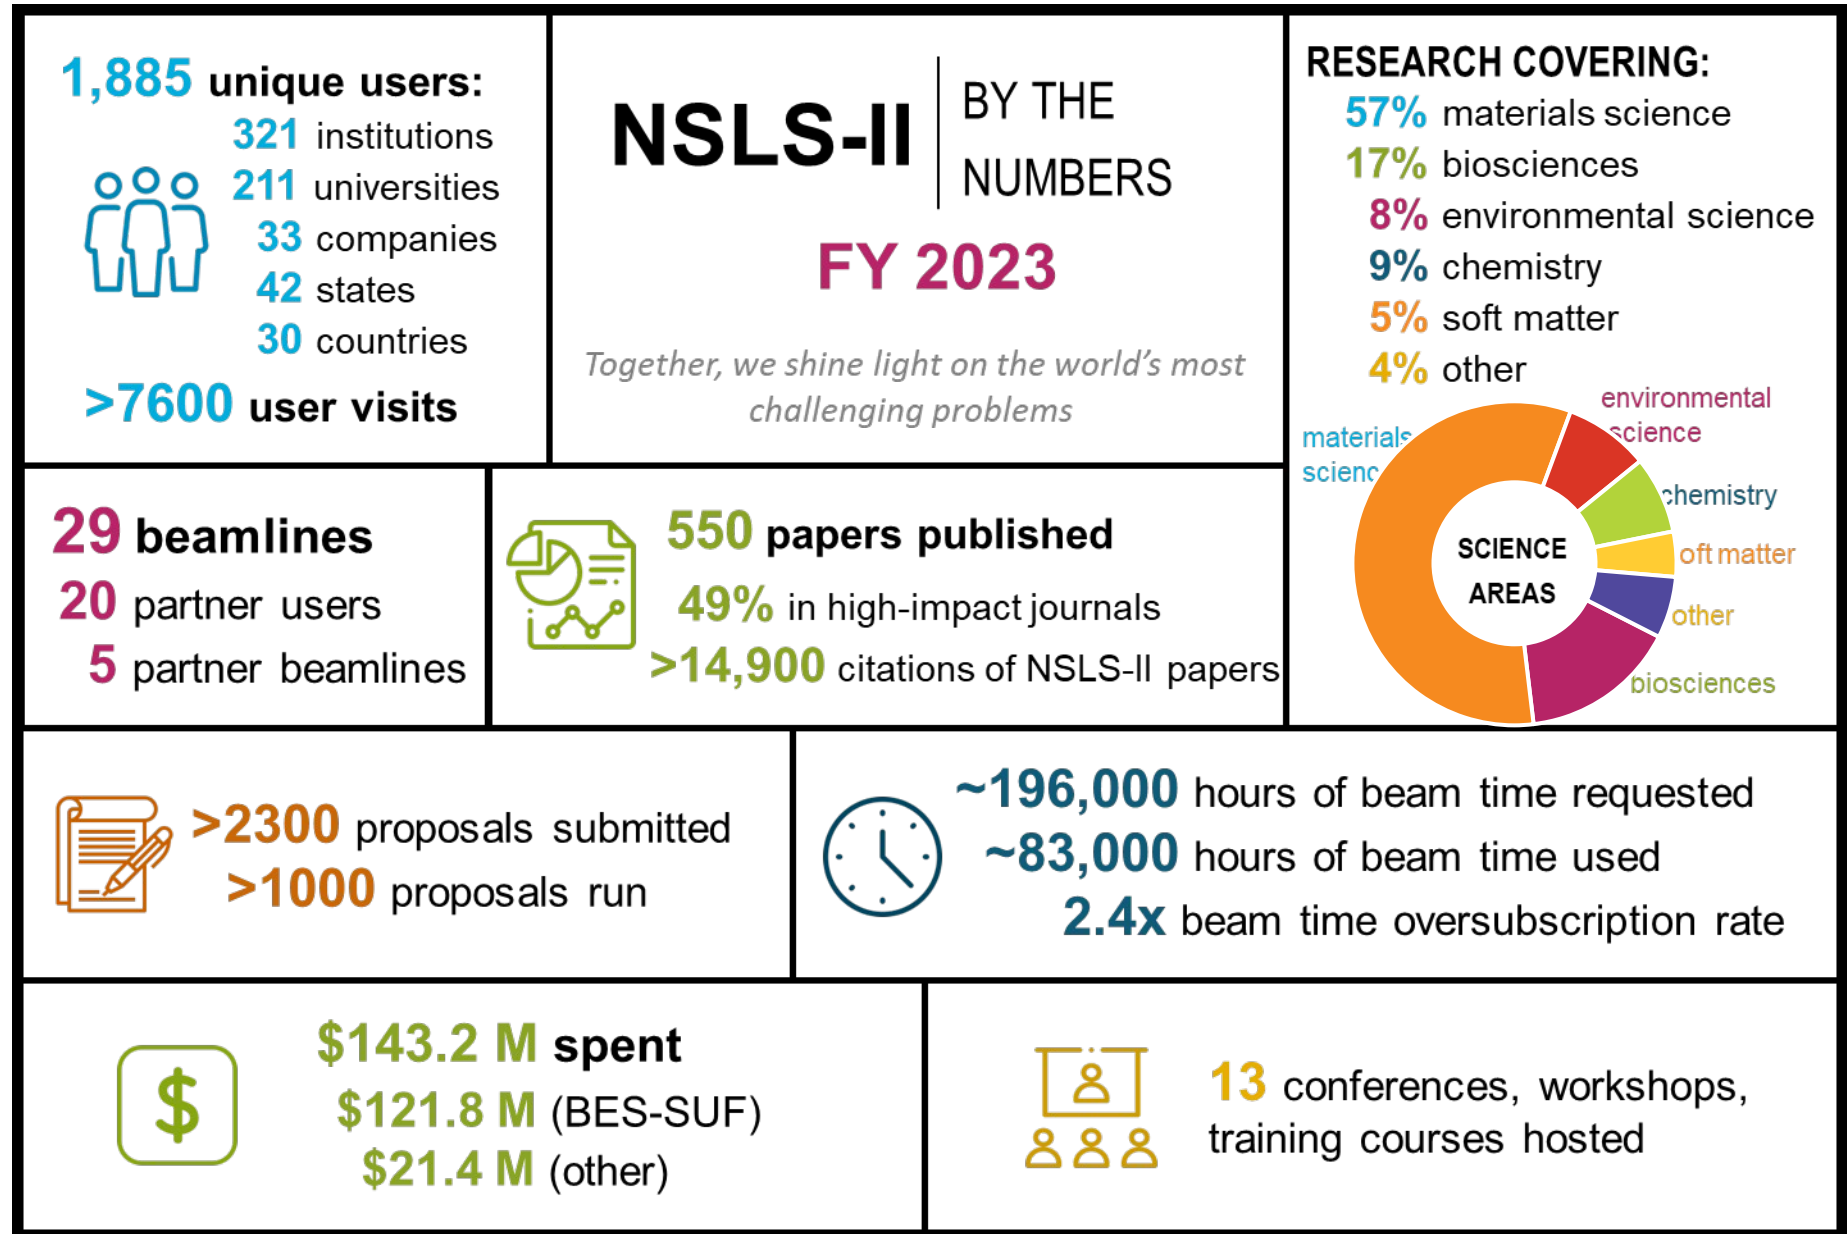 1,885 unique users:
321 institutions
211 universities
33 companies
42 states
30 countries
>7600 user visits
NSLS-II
BY THE
NUMBERS
FY 2023
Together, we shine light on the world's most
challenging problems
RESEARCH COVERING:
57% materials science
17% biosciences
8% environmental science
9% chemistry
5% soft matter
4% other
environmental
science
materials
scienc
chemistry
oft matter
other
biosciences
SCIENCE
AREAS
29 beamlines
20 partner users
5 partner beamlines
550 papers published
49% in high-impact journals
>14,900 citations of NSLS-II papers
>2300 proposals submitted
>1000 proposals run
~196,000 hours of beam time requested
~83,000 hours of beam time used
2.4x beam time oversubscription rate
$
$143.2 M spent
$121.8 M (BES-SUF)
$21.4 M (other)
13 conferences, workshops,
training courses hosted